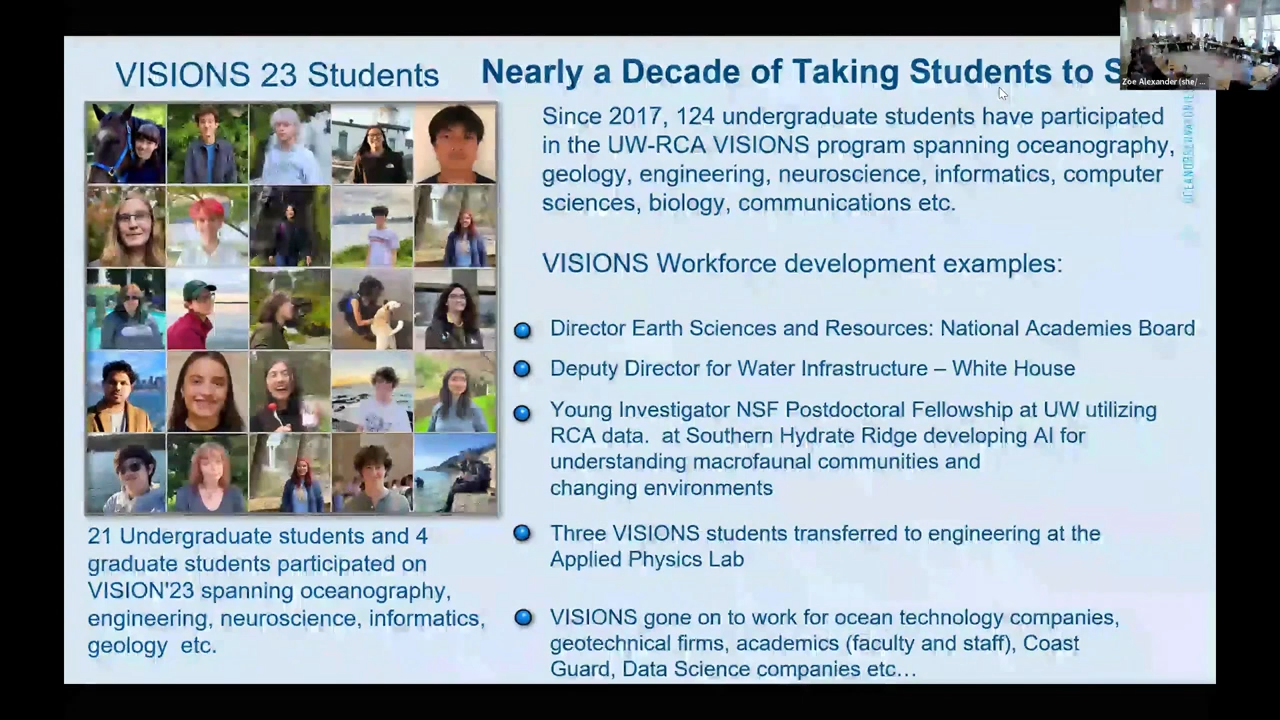 VISIONS 23 Students
Nearly a Decade of Taking Students to S
Zoe Alexander (she/ ...
Since 2017, 124 undergraduate students have participated
in the UW-RCA VISIONS program spanning oceanography,
geology, engineering, neuroscience, informatics, computer
sciences, biology, communications etc.
VISIONS Workforce development examples:
Director Earth Sciences and Resources: National Academies Board
Deputy Director for Water Infrastructure – White House
Young Investigator NSF Postdoctoral Fellowship at UW utilizing
RCA data. at Southern Hydrate Ridge developing AI for
understanding macrofaunal communities and
changing environments
Three VISIONS students transferred to engineering at the
Applied Physics Lab
VISIONS gone on to work for ocean technology companies,
geotechnical firms, academics (faculty and staff), Coast
Guard, Data Science companies etc...
21 Undergraduate students and 4
graduate students participated on
VISION'23 spanning oceanography,
engineering, neuroscience, informatics,
geology etc.